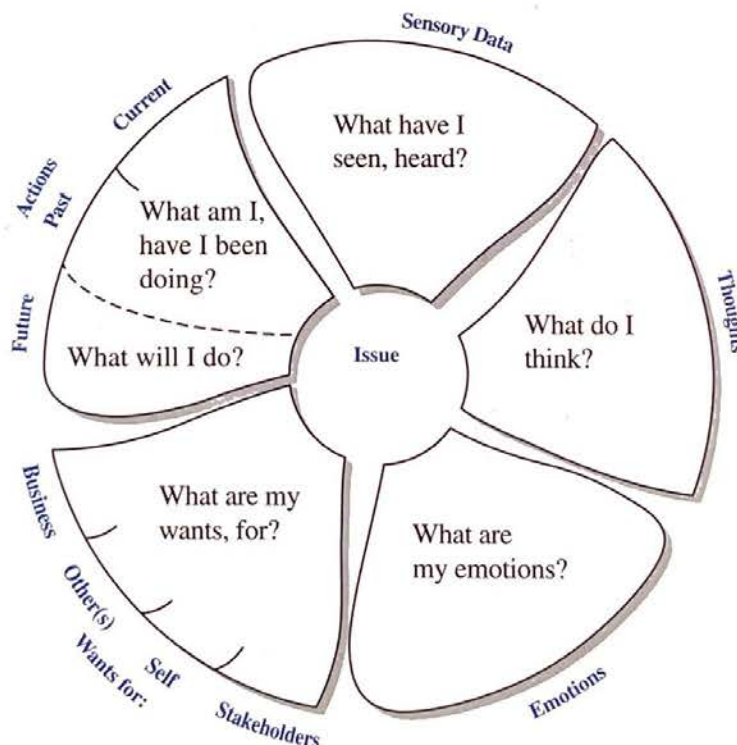 Sensory Data
What have I
seen, heard?
Thoughts
What do I
think?
Emotions
What are
my emotions?
Wants for:
Stakeholders
Self
Other(s)
Business
What are my
wants, for?
Actions
Future
Past
Current
What am I,
have I been
doing?
What will I do?
Issue